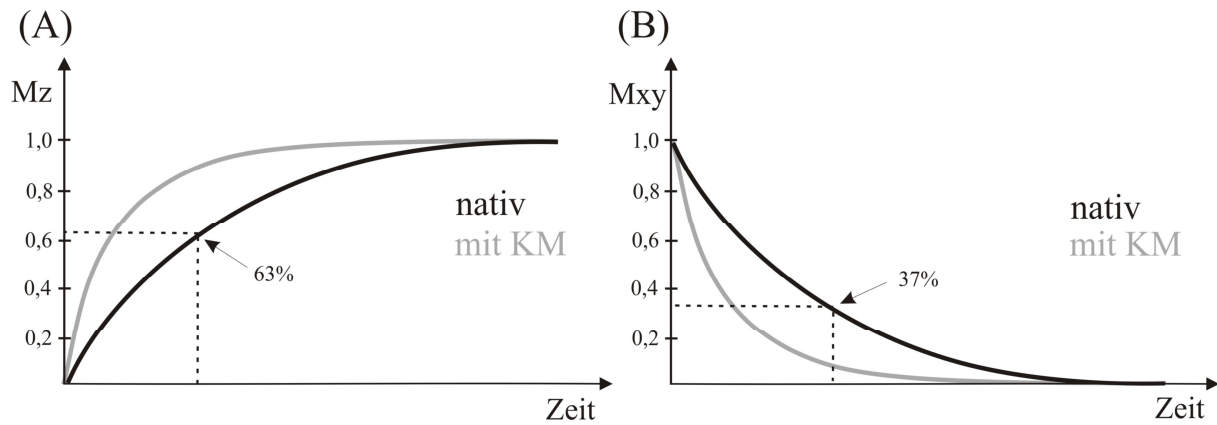 (A)
Mz
1,0
0,8
0,6
0,4
0,2
nativ
mit KM
63%
Zeit
(B)
Mxy
1,0
0,8
0,6
0,4
0,2
nativ
mit KM
37%
Zeit